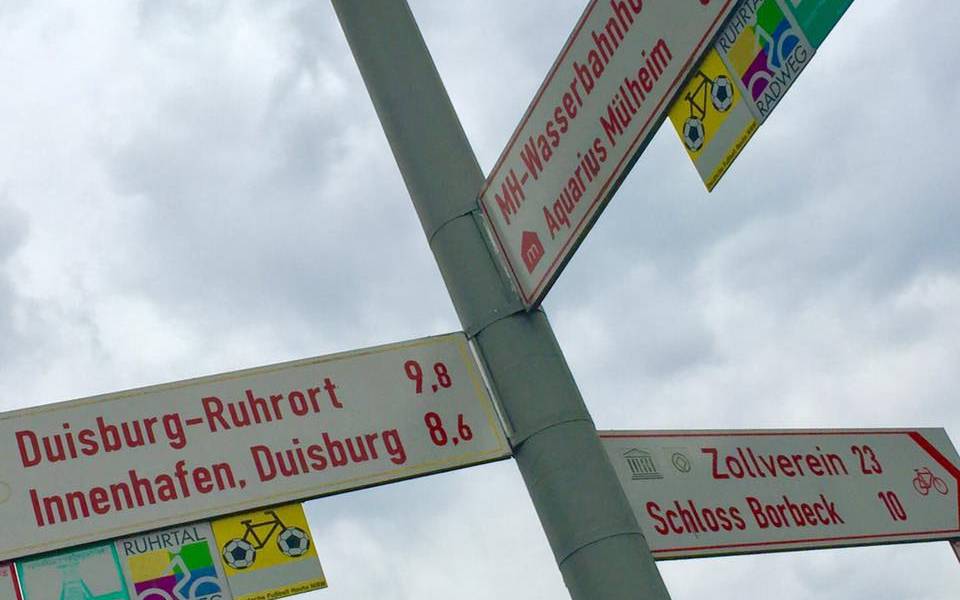 MH-Wasserbahnho
Aquarius Mülheim
m
RUHRTAL
RADWEG
Duisburg-Ruhrort 9,8
Innenhafen, Duisburg 8,6
RUHRTAL
Zollverein 23
Schloss Borbeck 10